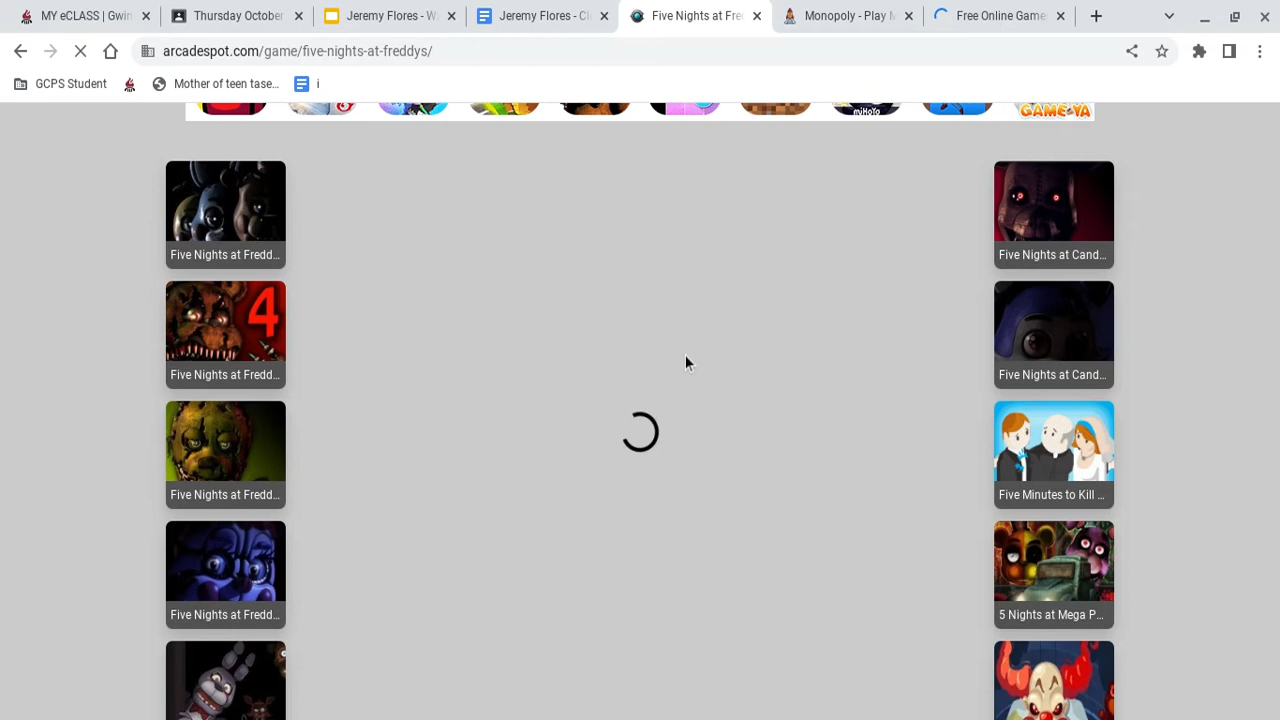 MY eCLASS | Gwin
Thursday October
Jeremy Flores - W
Jeremy Flores - C
Five Nights at Fre
Monopoly - Play M
Free Online Game
arcadespot.com/game/five-nights-at-freddys/
GCPS Student
Mother of teen tase...
i
miHoYo
GAME YA
Five Nights at Fredd...
Five Nights at Cand...
4
Five Nights at Fredd...
Five Nights at Cand...
Five Nights at Fredd...
Five Minutes to Kill ...
Five Nights at Fredd...
5 Nights at Mega P...